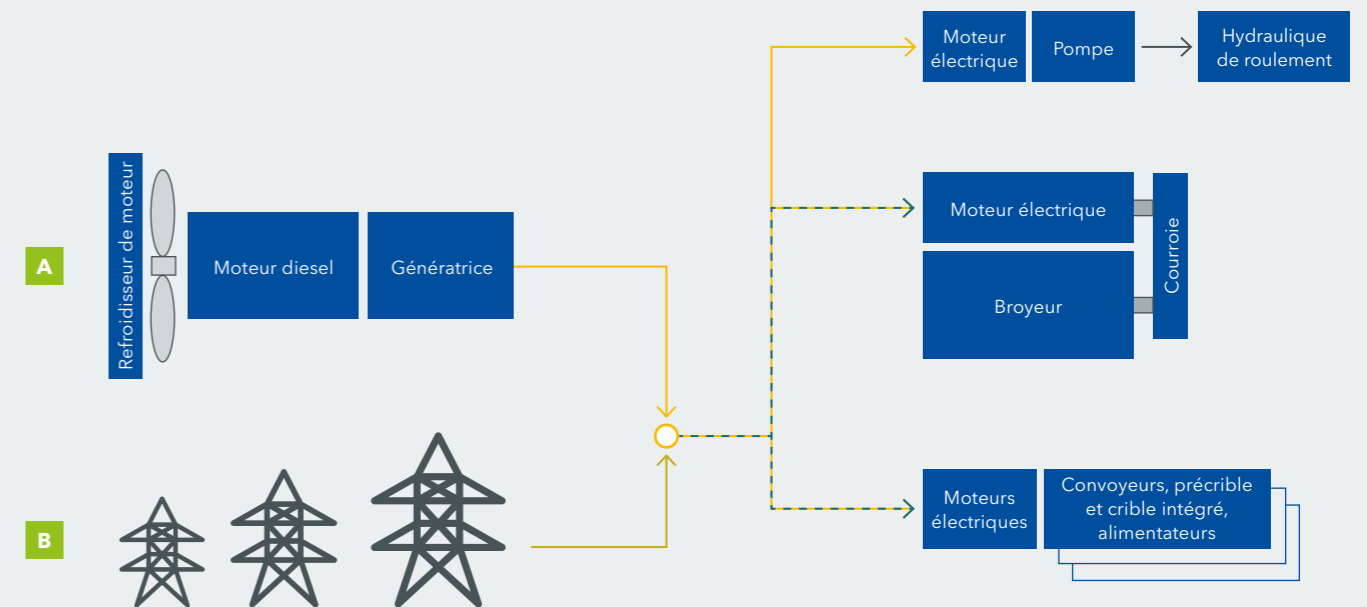 Moteur
électrique
Pompe
Hydraulique
de roulement
A
Refroidisseur de moteur
Moteur diesel
Génératrice
Moteur électrique
Broyeur
Courroie
B
Moteurs
électriques
Convoyeurs, précrible
et crible intégré,
alimentateurs